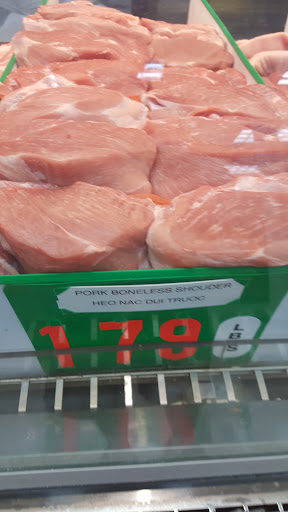 PORK BONELESS SHOULDER
HEO NAC DUI TRUOC
179 LBS